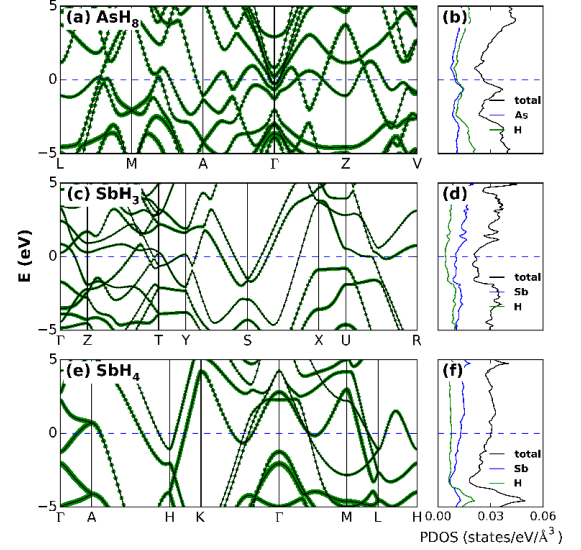 (a) AsH8
(b)
5
0
−5
L M A Γ Z V
total
As
H
(c) SbH3
(d)
5
0
−5
E (eV)
Γ Z T Y S X U R
total
Sb
H
(e) SbH4
(f)
5
0
−5
Γ A H K Γ M L H
total
Sb
H
0.00 0.03 0.06
PDOS (states/eV/Å³)